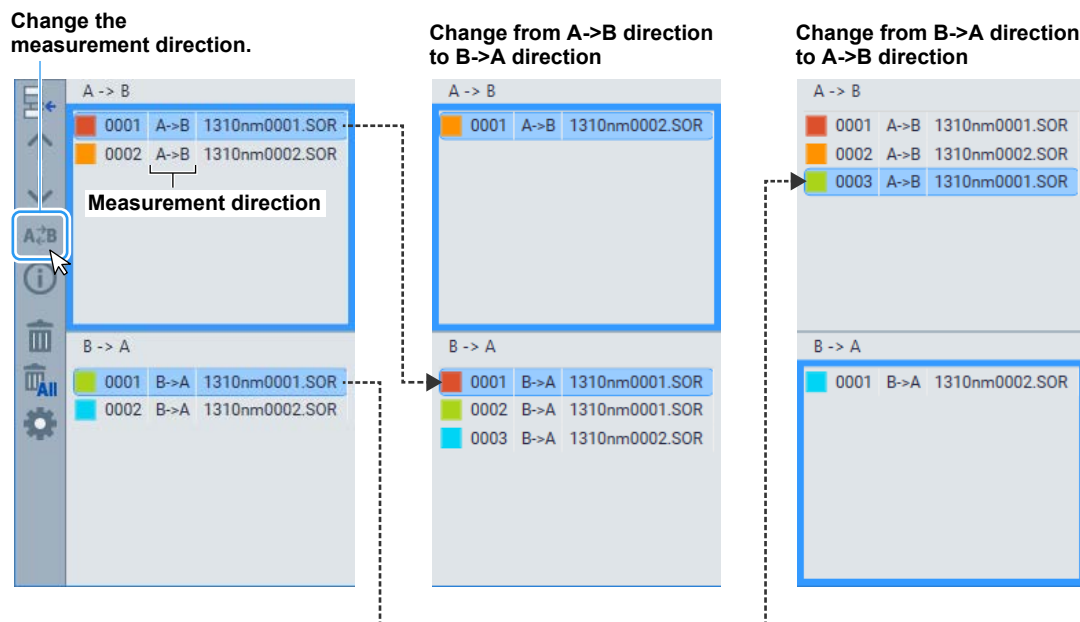 Change the
measurement direction.
Change from A->B direction
to B->A direction
Change from B->A direction
to A->B direction
A -> B
0001 A->B 1310nm0001.SOR
0002 A->B 1310nm0002.SOR
Measurement direction
A B
i
All
B -> A
0001 B->A 1310nm0001.SOR
0002 B->A 1310nm0002.SOR
A -> B
0001 A->B 1310nm0002.SOR
B -> A
0001 B->A 1310nm0001.SOR
0002 B->A 1310nm0001.SOR
0003 B->A 1310nm0002.SOR
A -> B
0001 A->B 1310nm0001.SOR
0002 A->B 1310nm0002.SOR
0003 A->B 1310nm0001.SOR
B -> A
0001 B->A 1310nm0002.SOR